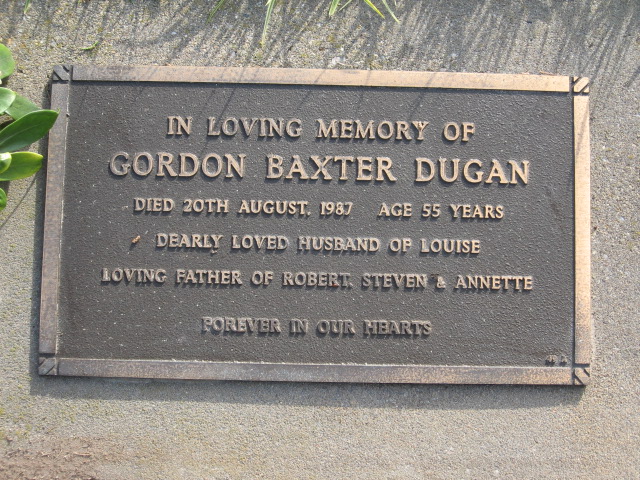 IN LOVING MEMORY OF
GORDON BAXTER DUGAN
DIED 20TH AUGUST, 1987 AGE 55 YEARS
DEARLY LOVED HUSBAND OF LOUISE
LOVING FATHER OF ROBERT, STEVEN & ANNETTE
FOREVER IN OUR HEARTS